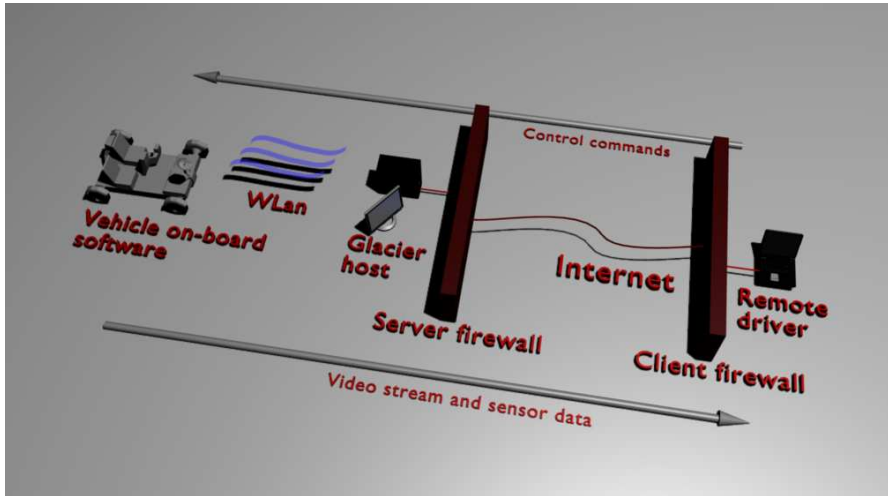 Control commands
WLan
Vehicle on-board
software
Glacier
host
Internet
Remote
driver
Server firewall
Client firewall
Video stream and sensor data